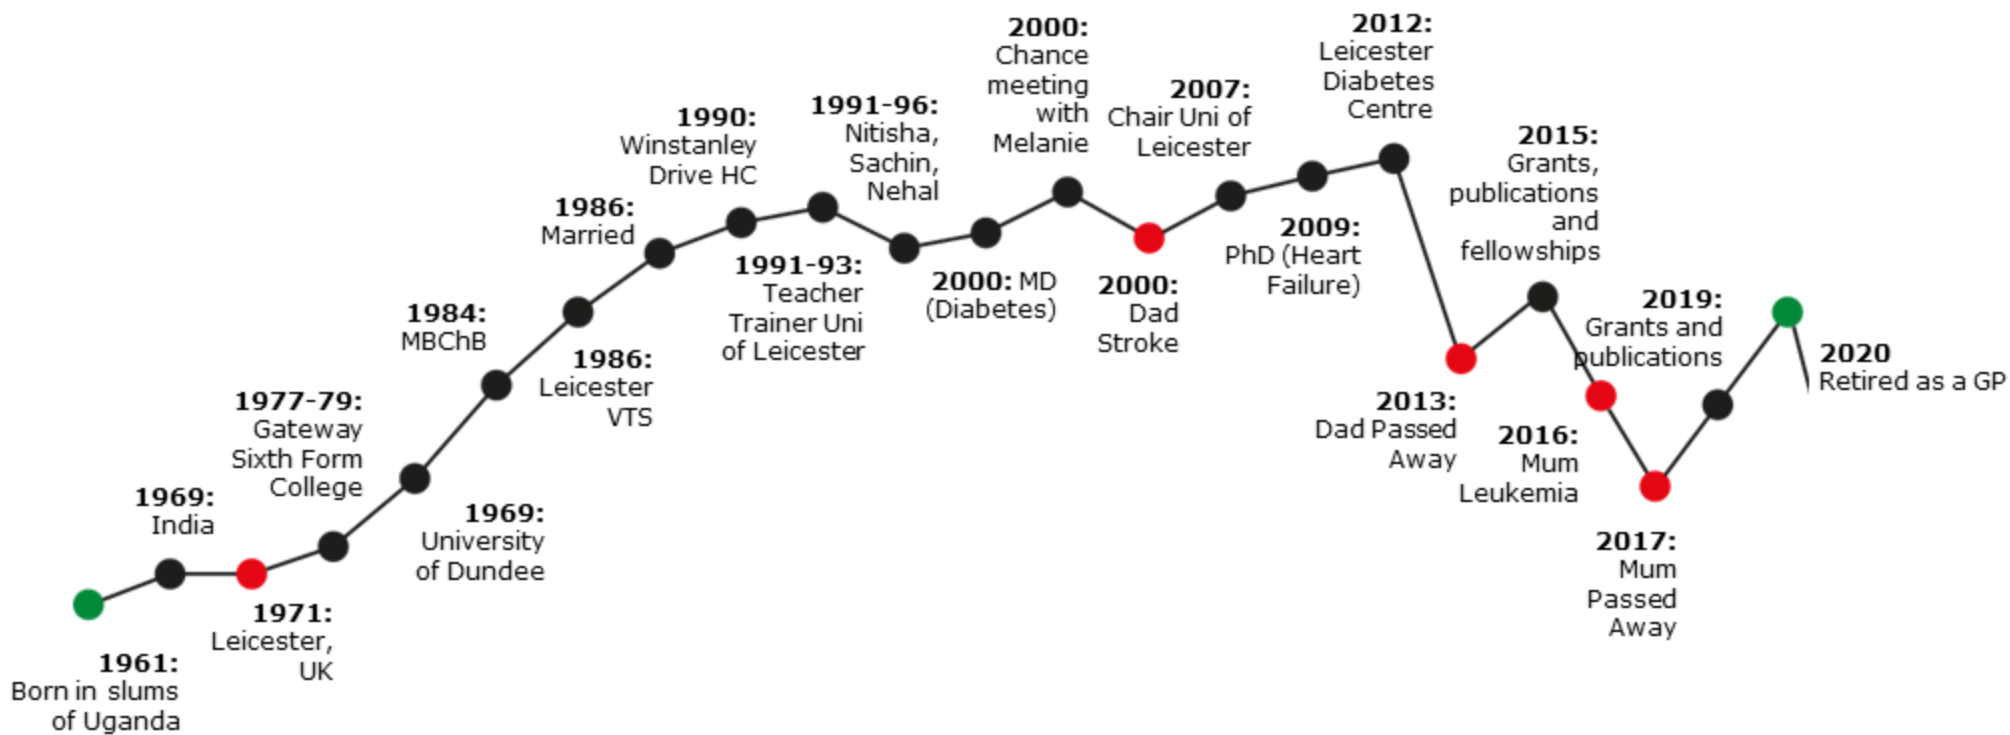 1961:
Born in slums
of Uganda
1969:
India
1971:
Leicester,
UK
1977-79:
Gateway
Sixth Form
College
1969:
University
of Dundee
1984:
MBChB
1986:
Leicester
VTS
1986:
Married
1990:
Winstanley
Drive HC
1991-93:
Teacher
Trainer Uni
of Leicester
1991-96:
Nitisha,
Sachin,
Nehal
2000: MD
(Diabetes)
2000:
Chance
meeting
with
Melanie
2000:
Dad
Stroke
2007:
Chair Uni of
Leicester
2009:
PhD (Heart
Failure)
2012:
Leicester
Diabetes
Centre
2013:
Dad Passed
Away
2015:
Grants,
publications
and
fellowships
2016:
Mum
Leukemia
2017:
Mum
Passed
Away
2019:
Grants and
publications
2020
Retired as a GP